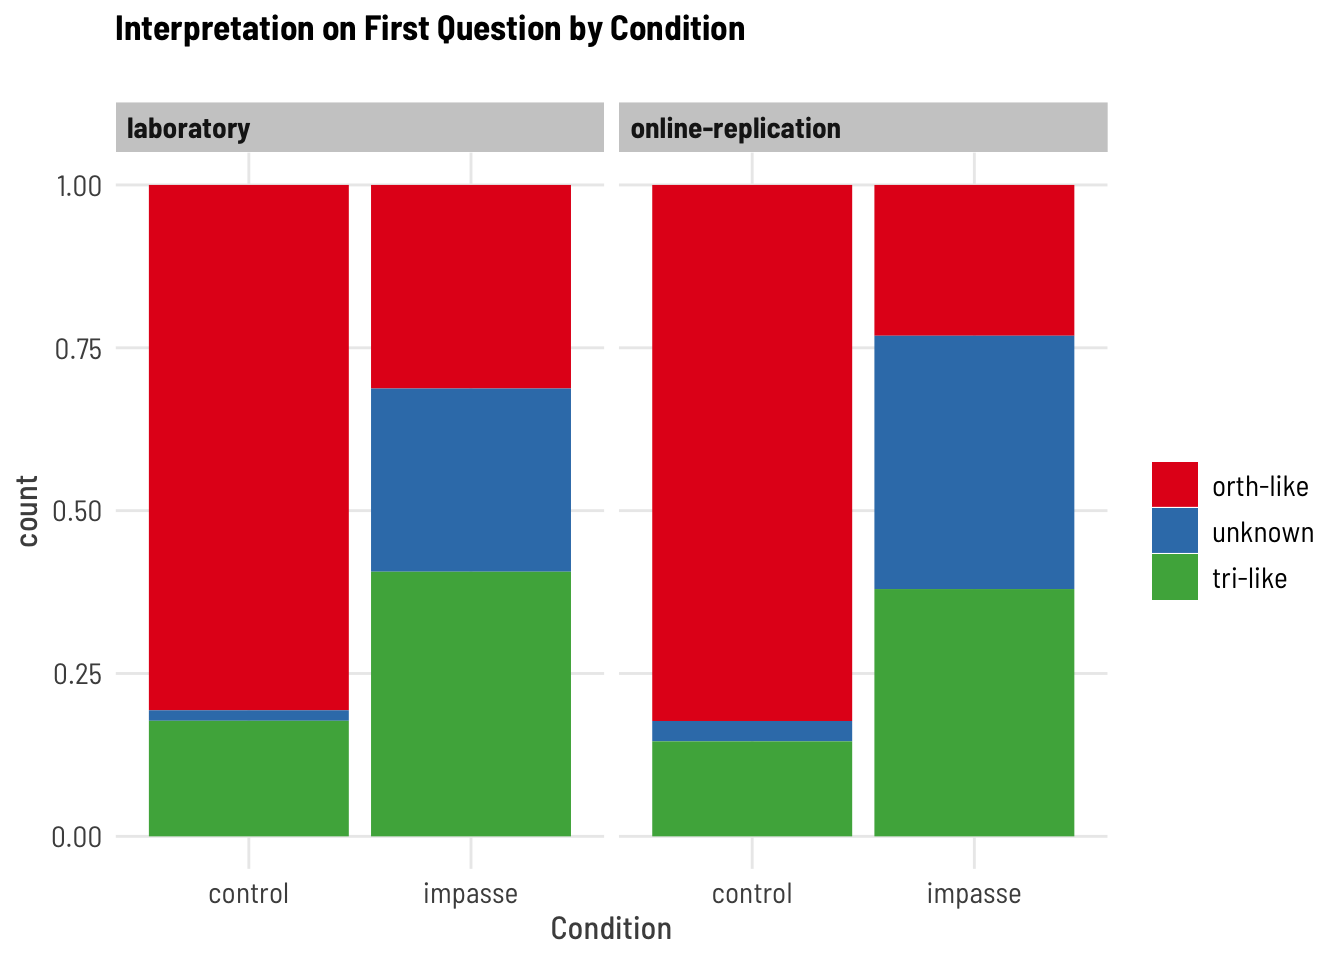 Interpretation on First Question by Condition
laboratory
online-replication
1.00
0.75
0.50
0.25
0.00
count
control
impasse
control
impasse
Condition
orth-like
unknown
tri-like